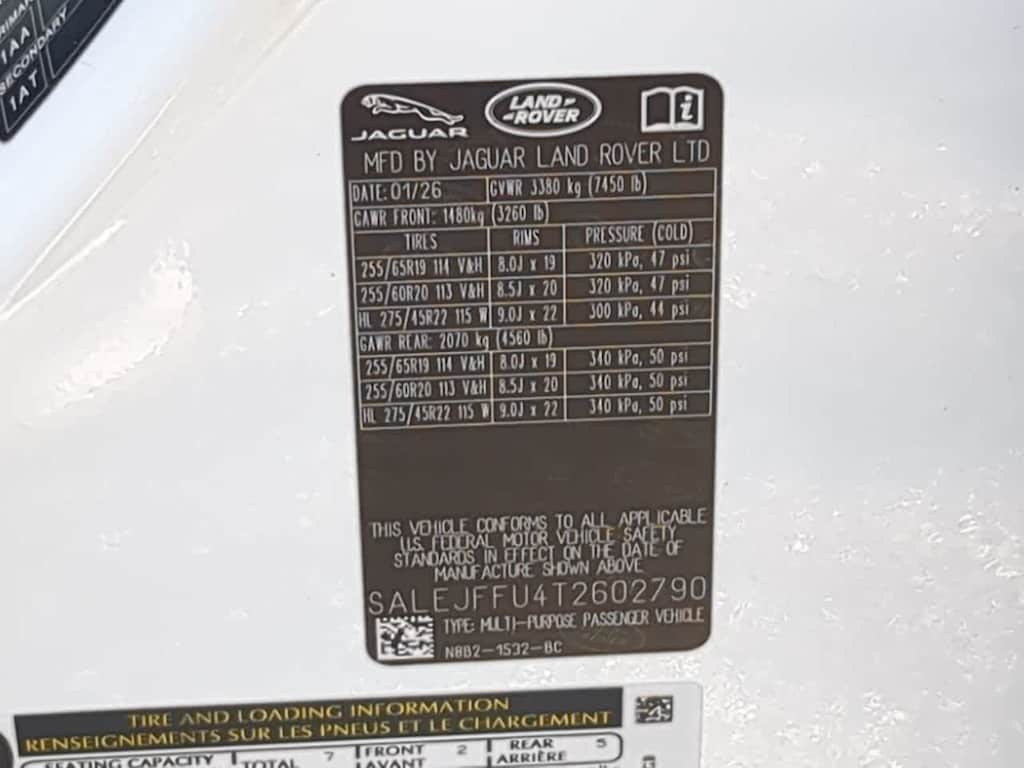 PRIMARY
1AA
SECONDARY
1AT
JAGUAR
LAND ROVER
i
MFD BY JAGUAR LAND ROVER LTD
DATE: 01/26 GVWR 3380 kg (7450 lb)
GAWR FRONT: 1480kg (3260 lb)
TIRES RIMS PRESSURE (COLD)
255/65R19 114 V&H 8.0J x 19 320 kPa, 47 psi
255/60R20 113 V&H 8.5J x 20 320 kPa, 47 psi
HL 275/45R22 115 W 9.0J x 22 300 kPa, 44 psi
GAWR REAR: 2070 kg (4560 lb)
255/65R19 114 V&H 8.0J x 19 340 kPa, 50 psi
255/60R20 113 V&H 8.5J x 20 340 kPa, 50 psi
HL 275/45R22 115 W 9.0J x 22 340 kPa, 50 psi
THIS VEHICLE CONFORMS TO ALL APPLICABLE
U.S. FEDERAL MOTOR VEHICLE SAFETY
STANDARDS IN EFFECT ON THE DATE OF
MANUFACTURE SHOWN ABOVE
SALEJFFU4T2602790
TYPE: MULTI-PURPOSE PASSENGER VEHICLE
N8B2-1532-BC
TIRE AND LOADING INFORMATION
RENSEIGNEMENTS SUR LES PNEUS ET LE CHARGEMENT
SEATING CAPACITY TOTAL 7 FRONT 2 REAR 5
AVANT ARRIÈRE